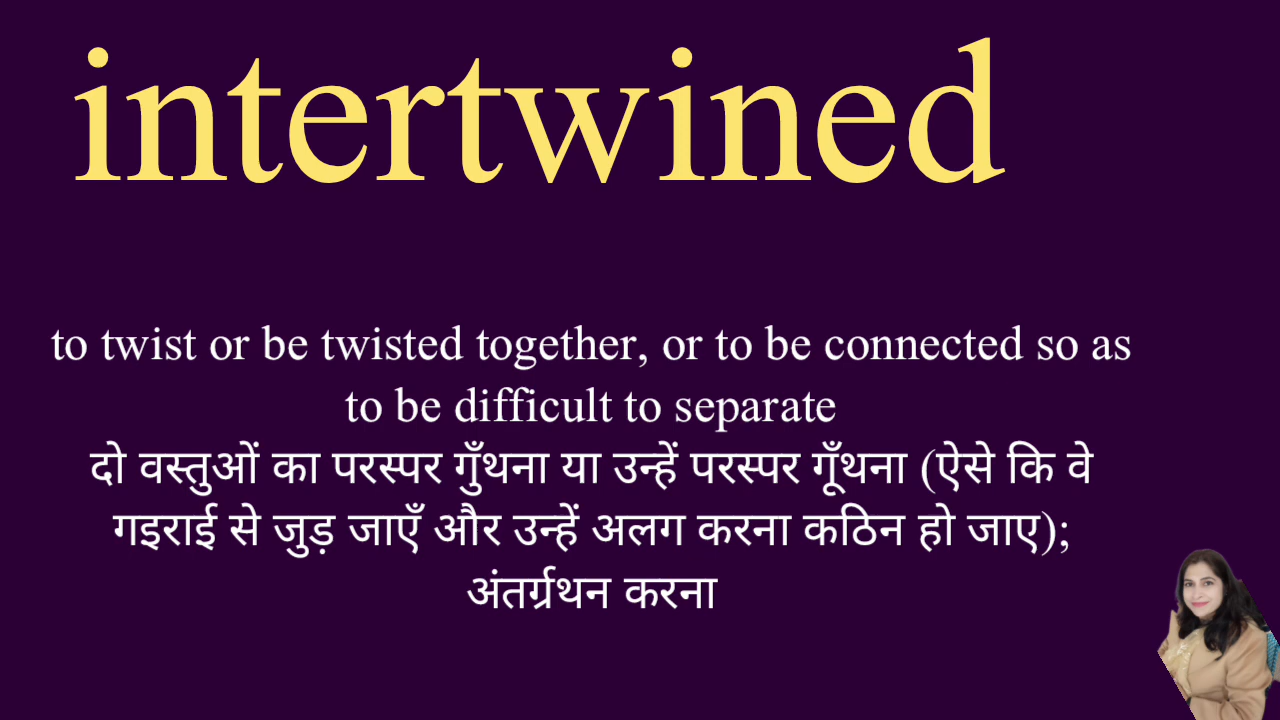 intertwined
to twist or be twisted together, or to be connected so as
to be difficult to separate
दो वस्तुओं का परस्पर गुँथना या उन्हें परस्पर गूँथना (ऐसे कि वे
गइराई से जुड़ जाएँ और उन्हें अलग करना कठिन हो जाए);
अंतर्ग्रथन करना